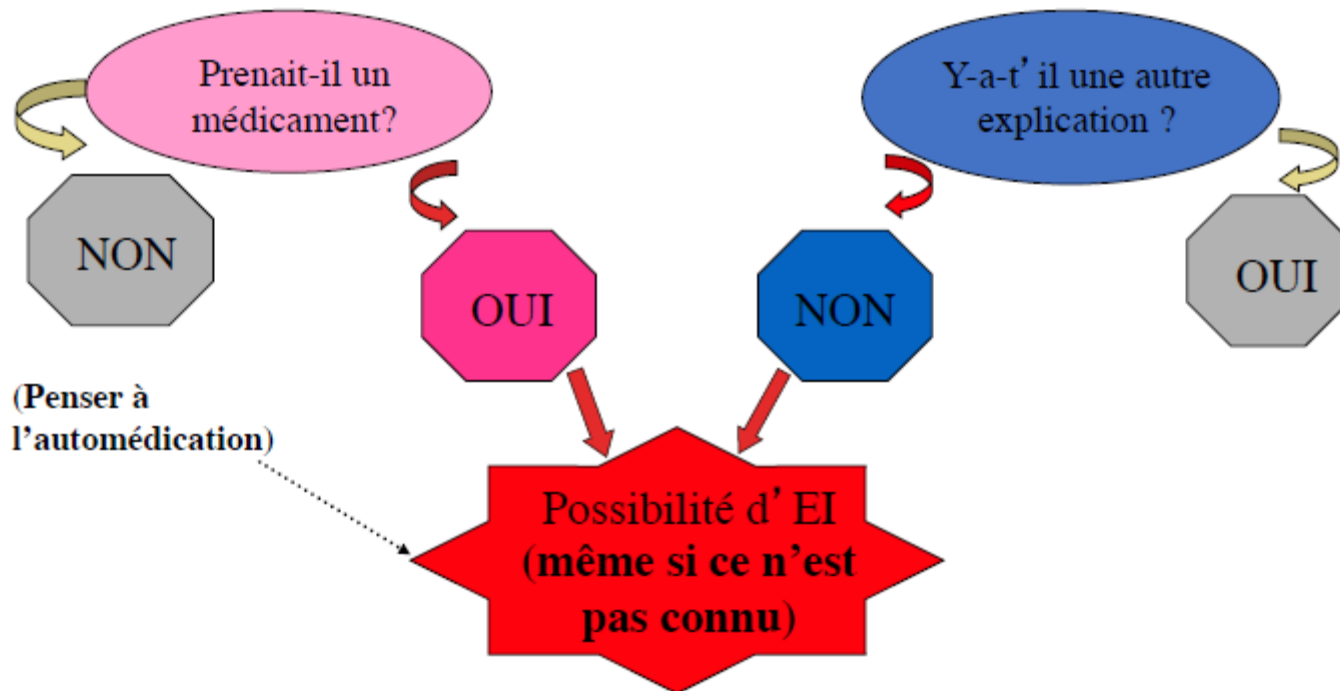 Prenait-il un
médicament?
Y-a-t’ il une autre
explication ?
NON
OUI
NON
OUI
(Penser à
l’automédication)
Possibilité d’ EI
(même si ce n’est
pas connu)